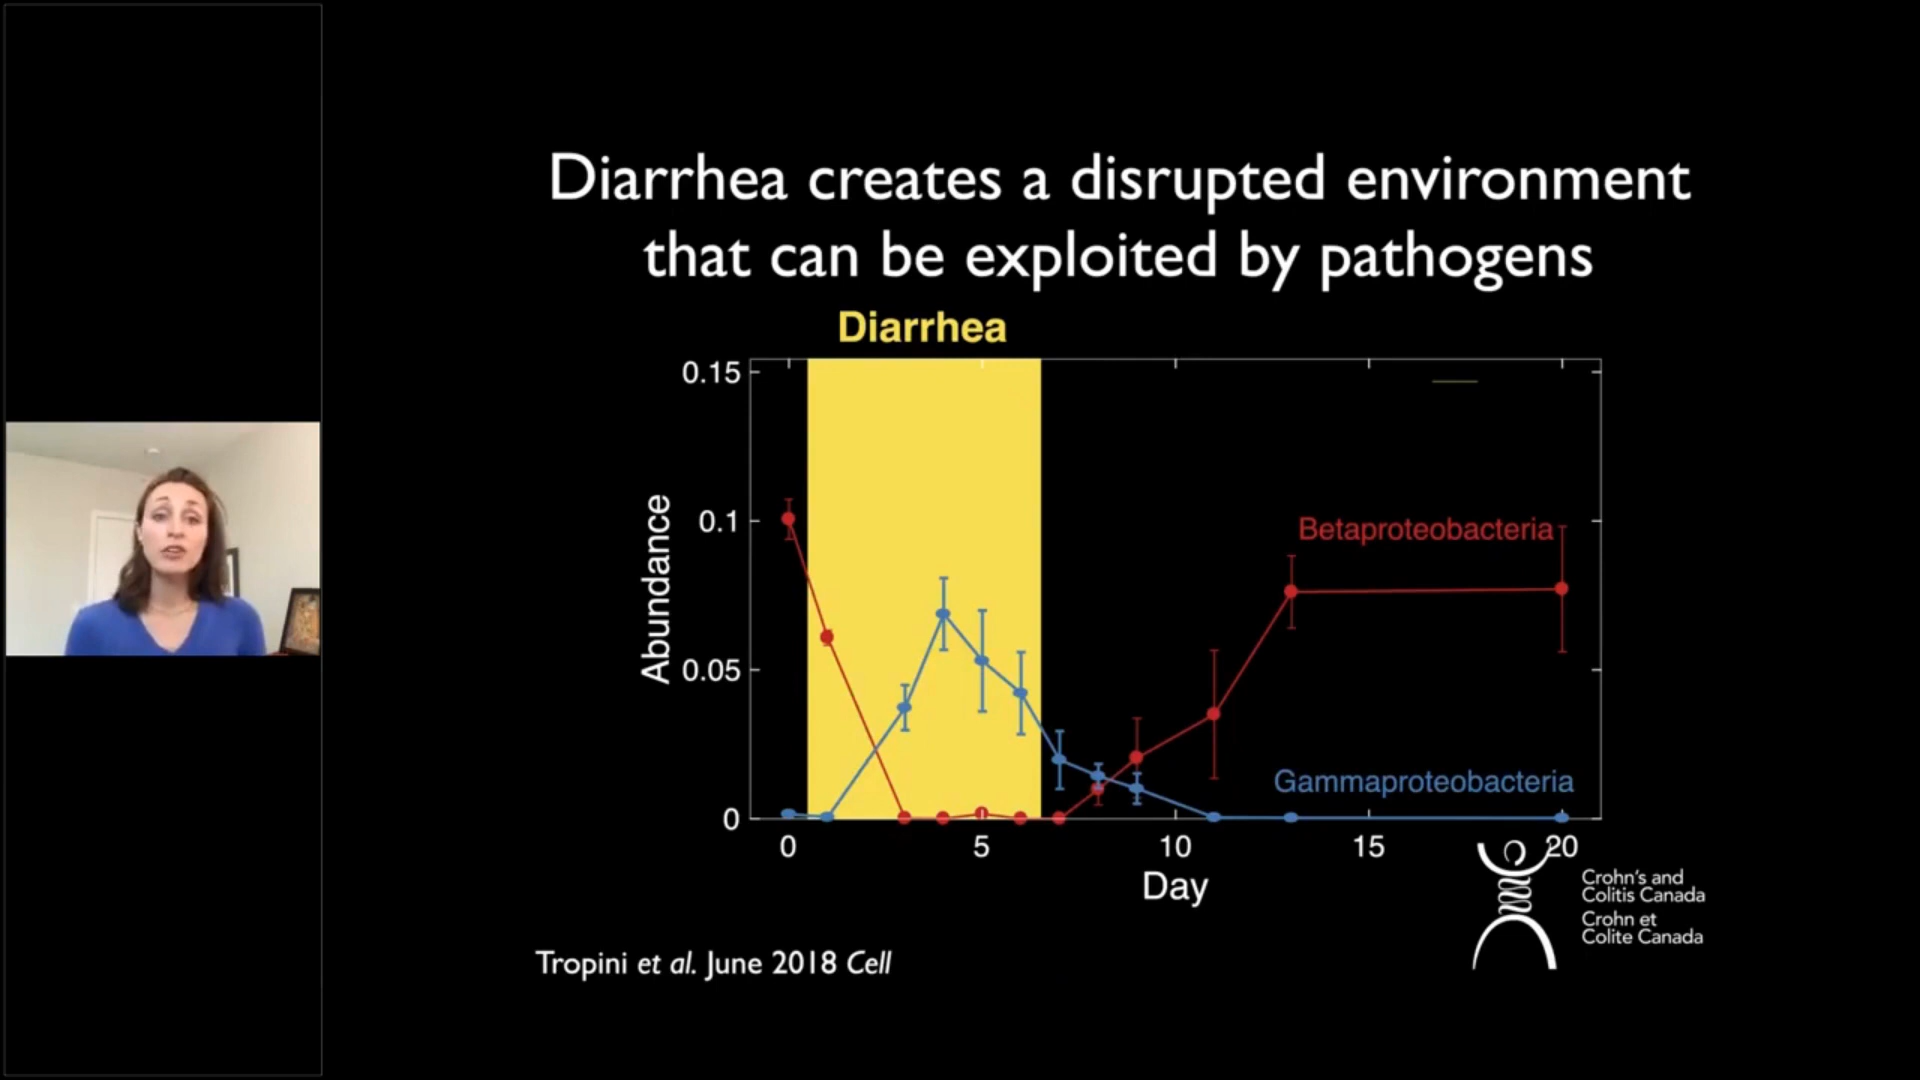 Diarrhea creates a disrupted environment
that can be exploited by pathogens
Diarrhea
0.15
0.1
0.05
0
Abundance
Betaproteobacteria
Gammaproteobacteria
0 5 10 15 20
Day
Crohn's and
Colitis Canada
Crohn et
Colite Canada
Tropini et al. June 2018 Cell